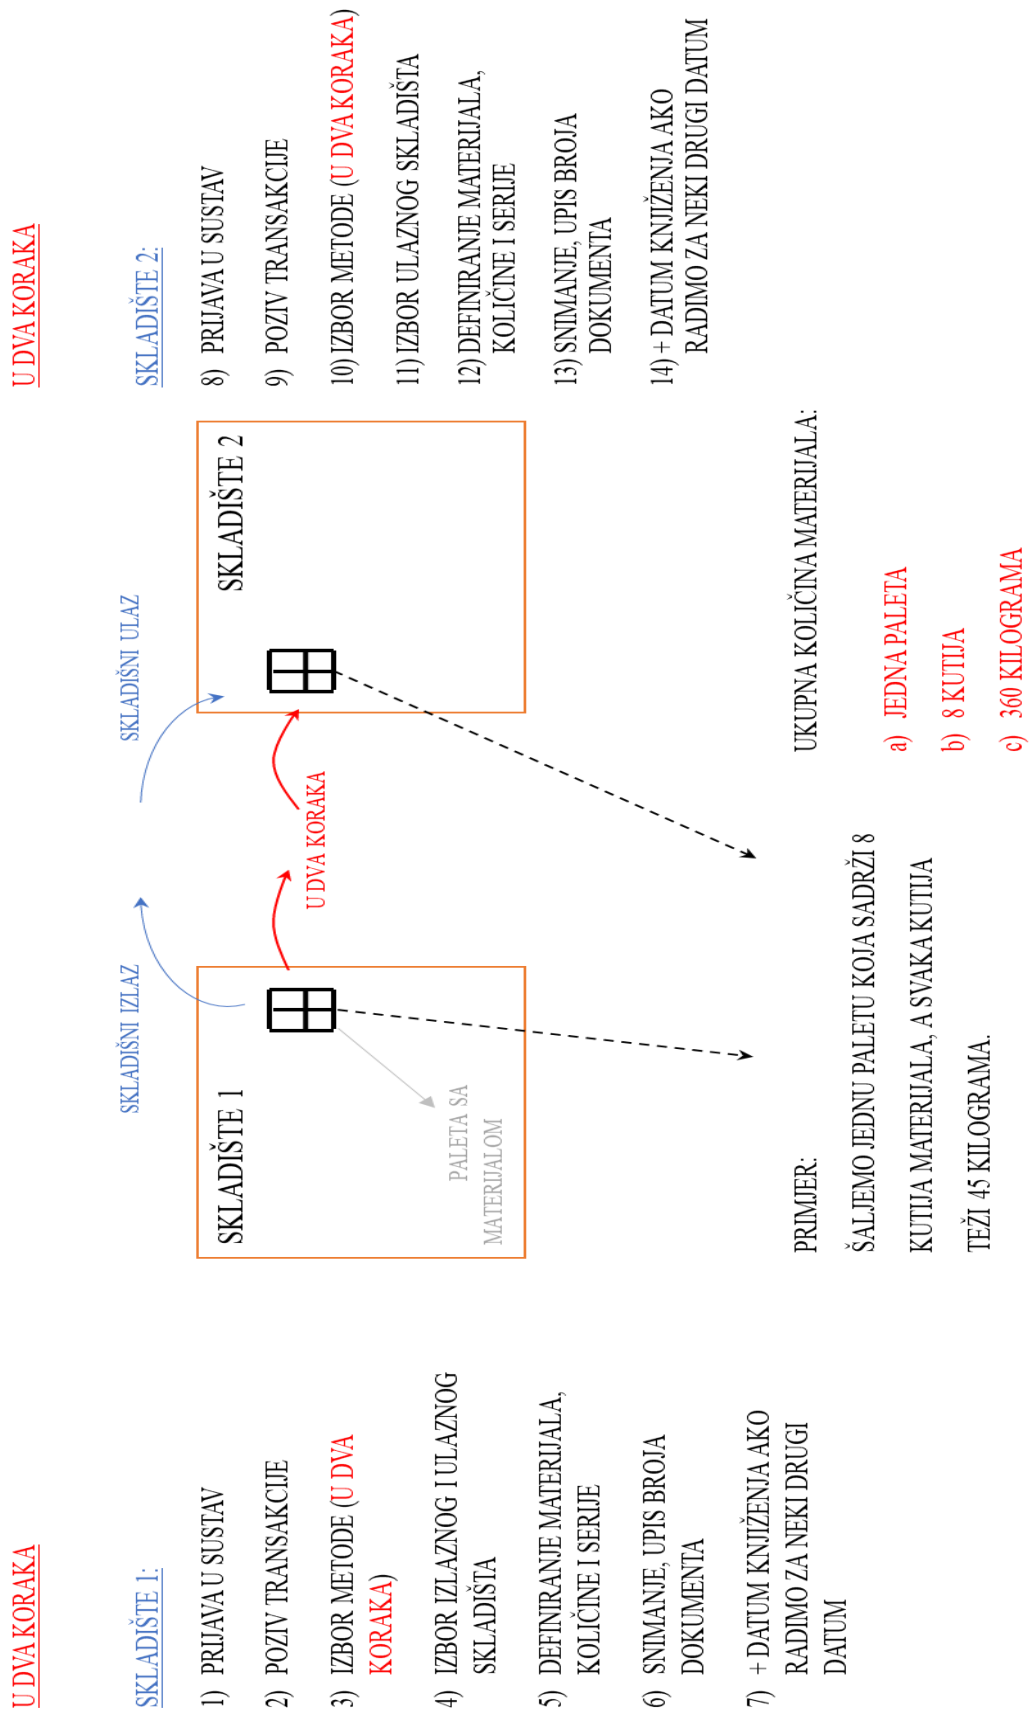 U DVA KORAKA
SKLADIŠTE 1:
1) PRIJAVA U SUSTAV
2) POZIV TRANSAKCIJE
3) IZBOR METODE (U DVA
KORAKA)
4) IZBOR IZLAZNOG I ULAZNOG
SKLADIŠTA
5) DEFINIRANJE MATERIJALA,
KOLIČINE I SERIJE
6) SNIMANJE, UPIS BROJA
DOKUMENTA
7) + DATUM KNJIŽENJA AKO
RADIMO ZA NEKI DRUGI
DATUM
SKLADIŠNI IZLAZ
SKLADIŠNI ULAZ
SKLADIŠTE 1
PALETA SA
MATERIJALOM
U DVA KORAKA
SKLADIŠTE 2
PRIMJER:
ŠALJEMO JEDNU PALETU KOJA SADRŽI 8
KUTIJA MATERIJALA, A SVAKA KUTIJA
TEŽI 45 KILOGRAMA.
UKUPNA KOLIČINA MATERIJALA:
a) JEDNA PALETA
b) 8 KUTIJA
c) 360 KILOGRAMA
U DVA KORAKA
SKLADIŠTE 2:
8) PRIJAVA U SUSTAV
9) POZIV TRANSAKCIJE
10) IZBOR METODE (U DVA KORAKA)
11) IZBOR ULAZNOG SKLADIŠTA
12) DEFINIRANJE MATERIJALA,
KOLIČINE I SERIJE
13) SNIMANJE, UPIS BROJA
DOKUMENTA
14) + DATUM KNJIŽENJA AKO
RADIMO ZA NEKI DRUGI DATUM